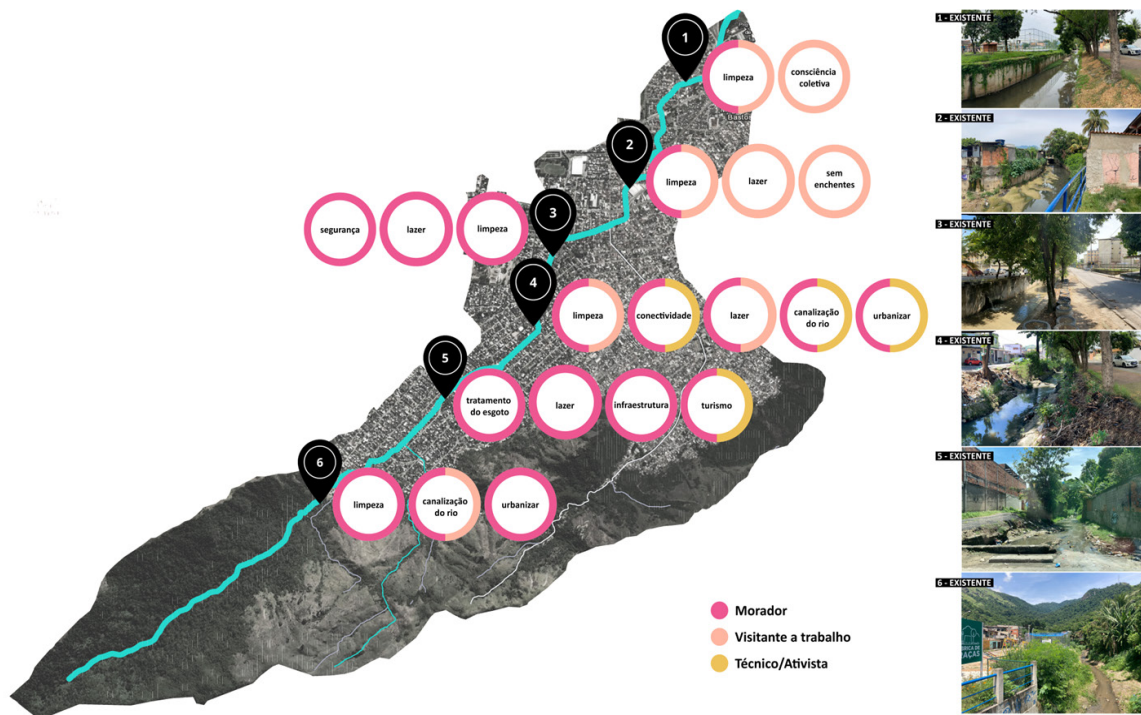 1
limpeza
consciência
coletiva
2
limpeza
lazer
sem
enchentes
3
segurança
lazer
limpeza
4
limpeza
conectividade
lazer
canalização
do rio
urbanizar
5
tratamento
do esgoto
lazer
infraestrutura
turismo
6
limpeza
canalização
do rio
urbanizar
Morador
Visitante a trabalho
Técnico/Ativista
1 - EXISTENTE
2 - EXISTENTE
3 - EXISTENTE
4 - EXISTENTE
5 - EXISTENTE
6 - EXISTENTE